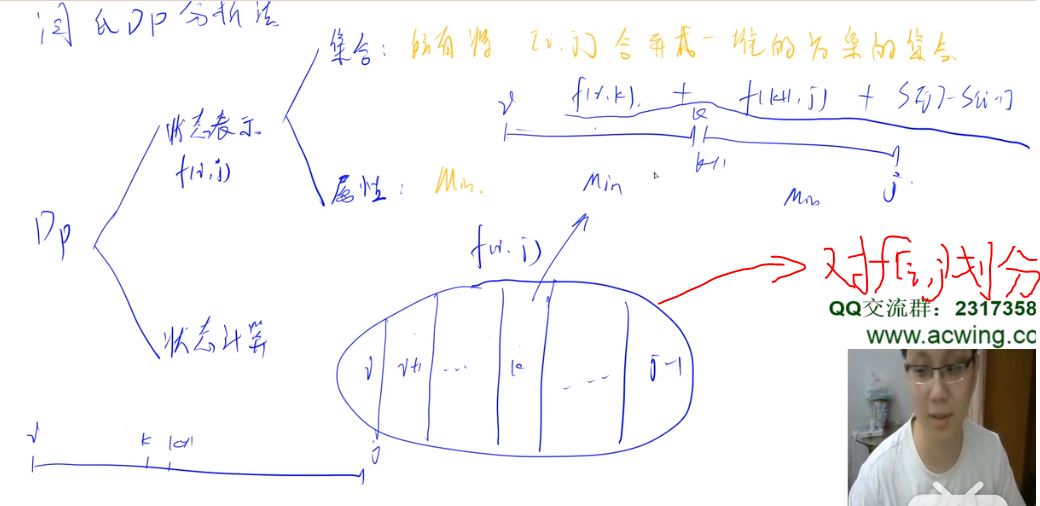 闫氏DP分析法
集合：所有将[i,j]合并成一堆的方案的集合
f(i,k) + f(k+1,j) + S[j]-S[i-1]
i k j
k+1
状态表示
f(i,j)
属性：Min
Min
Min
DP
f(i,j)
对f[i,j]划分
QQ交流群：2317358
www.acwing.cc
状态计算
i i+1 ... k ... j-1
i k k+1 j